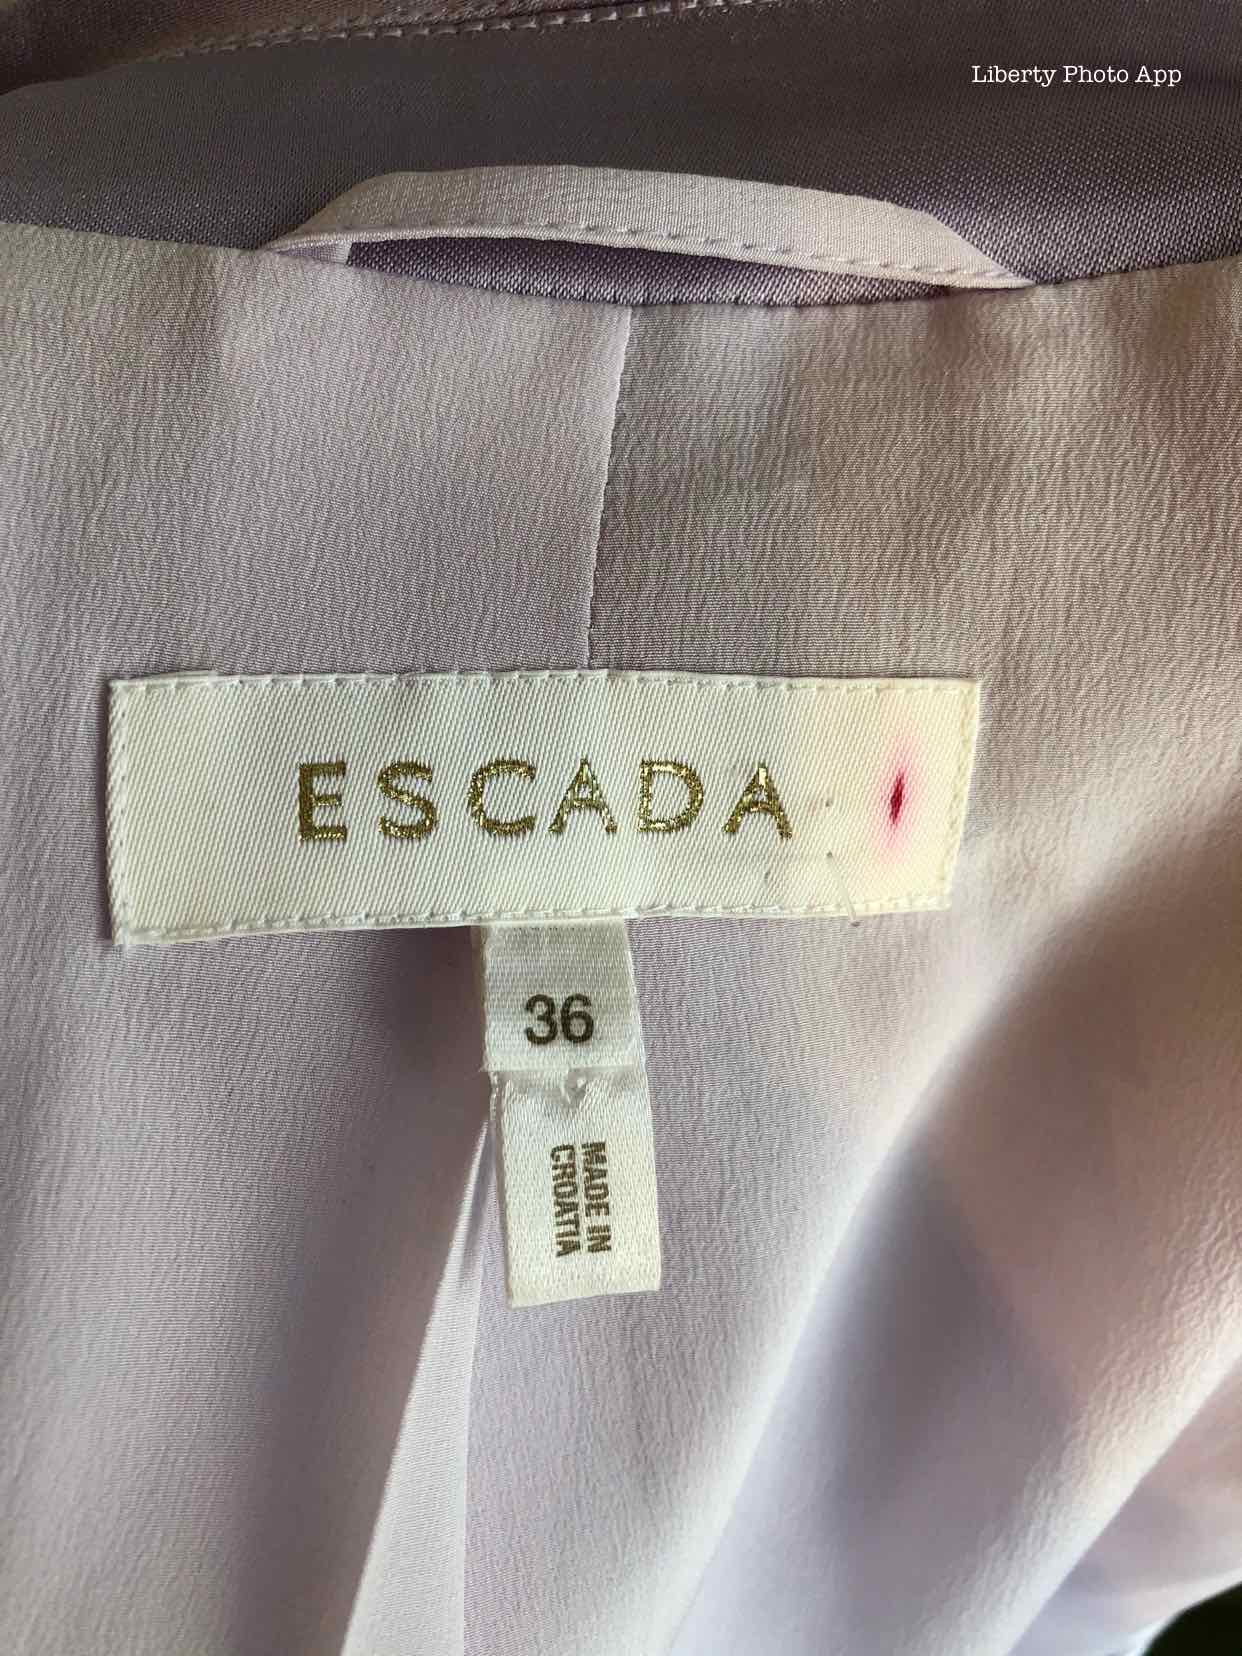 Liberty Photo App
ESCADA
36
MADE IN
CROATIA